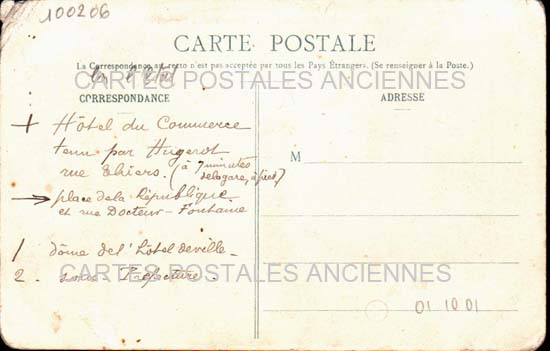 100206
CARTE POSTALE
La Correspondance au recto n'est pas acceptée par tous les Pays Étrangers. (Se renseigner à la Poste.)
CARTES POSTALES ANCIENNES
CORRESPONDANCE
ADRESSE
+ Hôtel du Commerce
tenu par Hugerot
rue Thiers. (à 7 minutes
de la gare, à pied)
→ place de la République
et rue Docteur-Fontaine
M
1 dôme de l'hôtel de ville -
2. sous-Préfecture.
CARTES POSTALES ANCIENNES
01 10 01